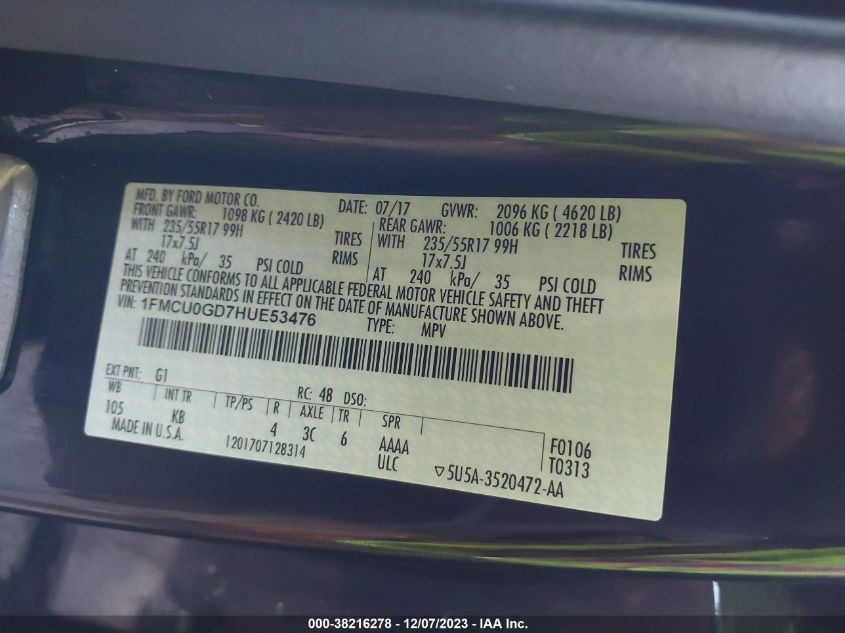 MFD. BY FORD MOTOR CO. DATE: 07/17 GVWR: 2096 KG ( 4620 LB)
FRONT GAWR: 1098 KG ( 2420 LB) REAR GAWR: 1006 KG ( 2218 LB)
WITH 235/55R17 99H TIRES WITH 235/55R17 99H TIRES
17x7.5J RIMS 17x7.5J RIMS
AT 240 kPa/ 35 PSI COLD AT 240 kPa/ 35 PSI COLD
THIS VEHICLE CONFORMS TO ALL APPLICABLE FEDERAL MOTOR VEHICLE SAFETY AND THEFT
PREVENTION STANDARDS IN EFFECT ON THE DATE OF MANUFACTURE SHOWN ABOVE.
VIN: 1FMCU0GD7HUE53476 TYPE: MPV
EXT PNT: G1 RC: 48 DSO:
WB INT TR TP/PS R AXLE TR SPR
105 KB 4 3C 6 AAAA F0106
MADE IN U.S.A. 1201707128314 ULC T0313
5U5A-3520472-AA
000-38216278 - 12/07/2023 - IAA Inc.